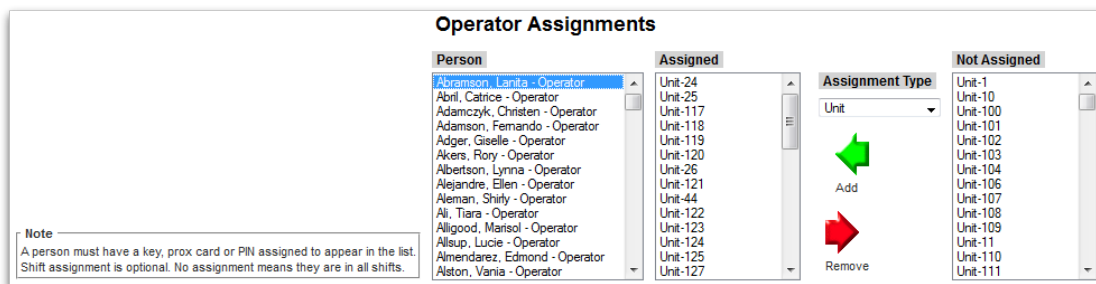 Operator Assignments
Person
Abramson, Lanita - Operator
Abril, Catrice - Operator
Adamczyk, Christen - Operator
Adamson, Fernando - Operator
Adger, Giselle - Operator
Akers, Rory - Operator
Albertson, Lynna - Operator
Alejandre, Ellen - Operator
Aleman, Shirly - Operator
Ali, Tiara - Operator
Alligood, Marisol - Operator
Allsup, Lucie - Operator
Almendarez, Edmond - Operator
Alston, Vania - Operator
Assigned
Unit-24
Unit-25
Unit-117
Unit-118
Unit-119
Unit-120
Unit-26
Unit-121
Unit-44
Unit-122
Unit-123
Unit-124
Unit-125
Unit-127
Assignment Type
Unit
Add
Remove
Not Assigned
Unit-1
Unit-10
Unit-100
Unit-101
Unit-102
Unit-103
Unit-104
Unit-106
Unit-107
Unit-108
Unit-109
Unit-11
Unit-110
Unit-111
Note
A person must have a key, prox card or PIN assigned to appear in the list.
Shift assignment is optional. No assignment means they are in all shifts.